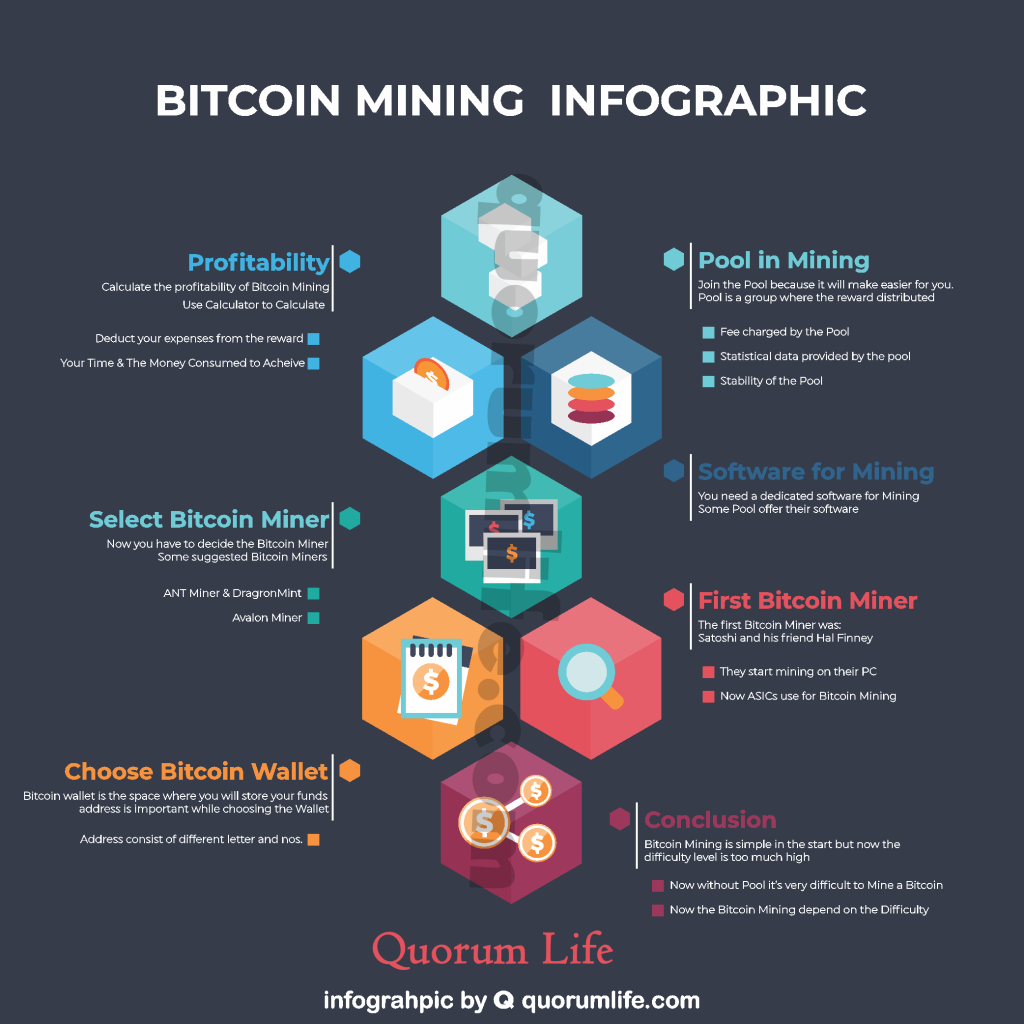 BITCOIN MINING INFOGRAPHIC
Profitability
Calculate the profitability of Bitcoin Mining
Use Calculator to Calculate
Deduct your expenses from the reward
Your Time & The Money Consumed to Acheive
Pool in Mining
Join the Pool because it will make easier for you.
Pool is a group where the reward distributed
Fee charged by the Pool
Statistical data provided by the pool
Stability of the Pool
Software for Mining
You need a dedicated software for Mining
Some Pool offer their software
Select Bitcoin Miner
Now you have to decide the Bitcoin Miner
Some suggested Bitcoin Miners
ANT Miner & DragronMint
Avalon Miner
First Bitcoin Miner
The first Bitcoin Miner was:
Satoshi and his friend Hal Finney
They start mining on their PC
Now ASICs use for Bitcoin Mining
Choose Bitcoin Wallet
Bitcoin wallet is the space where you will store your funds
address is important while choosing the Wallet
Address consist of different letter and nos.
Conclusion
Bitcoin Mining is simple in the start but now the
difficulty level is too much high
Now without Pool it's very difficult to Mine a Bitcoin
Now the Bitcoin Mining depend on the Difficulty
quorumlife.com
$
$
$
$
$
$
$
$
Quorum Life
infograhpic by Q quorumlife.com